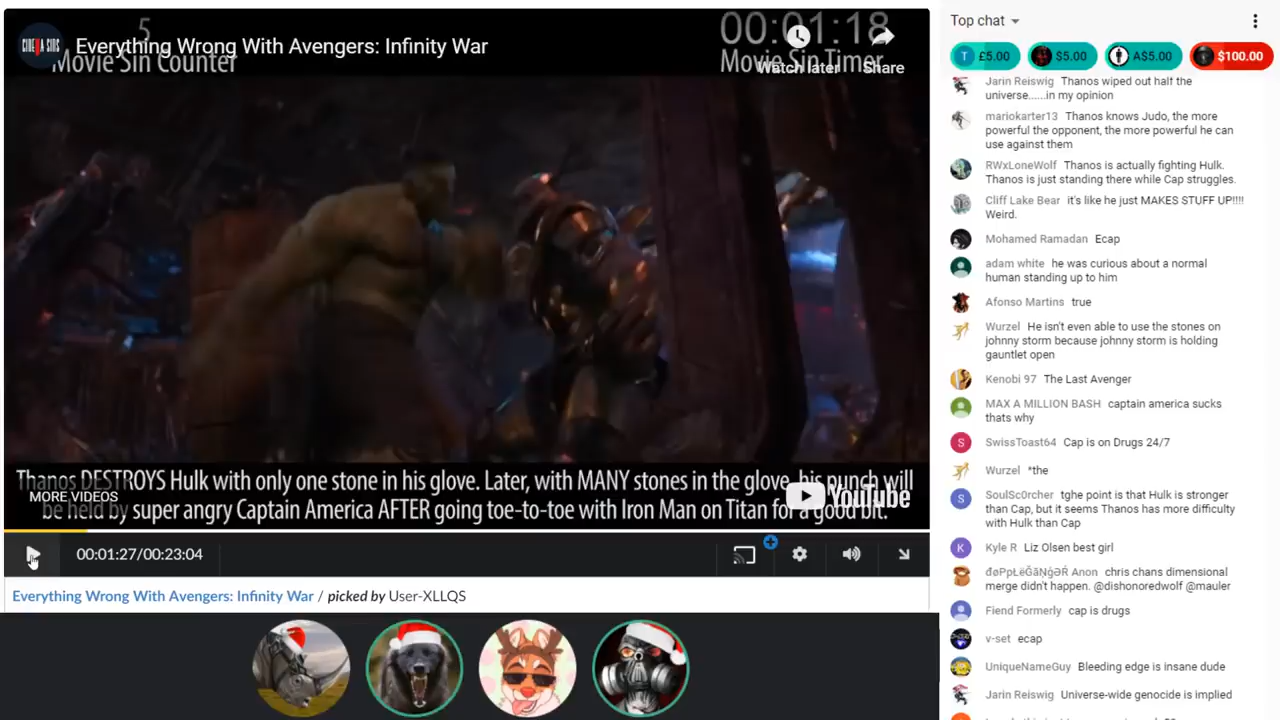 5
00:01:18
CINEMA SINS
Everything Wrong With Avengers: Infinity War
Movie Sin Counter
Movie Sin Timer
Watch later
Share
Thanos DESTROYS Hulk with only one stone in his glove. Later, with MANY stones in the glove, his punch will
be held by super angry Captain America AFTER going toe-to-toe with Iron Man on Titan for a good bit.
MORE VIDEOS
YouTube
00:01:27/00:23:04
Everything Wrong With Avengers: Infinity War / picked by User-XLLQS
Top chat
T £5.00
$5.00
A$5.00
$100.00
Jarin Reiswig Thanos wiped out half the
universe......in my opinion
mariokarter13 Thanos knows Judo, the more
powerful the opponent, the more powerful he can
use against them
RWxLoneWolf Thanos is actually fighting Hulk.
Thanos is just standing there while Cap struggles.
Cliff Lake Bear it's like he just MAKES STUFF UP!!!!
Weird.
Mohamed Ramadan Ecap
adam white he was curious about a normal
human standing up to him
Afonso Martins true
Wurzel He isn't even able to use the stones on
johnny storm because johnny storm is holding
gauntlet open
Kenobi 97 The Last Avenger
MAX A MILLION BASH captain america sucks
thats why
S SwissToast64 Cap is on Drugs 24/7
Wurzel *the
S SoulSc0rcher tghe point is that Hulk is stronger
than Cap, but it seems Thanos has more difficulty
with Hulk than Cap
K Kyle R Liz Olsen best girl
Anon chris chans dimensional
merge didn't happen. @dishonoredwolf @mauler
Fiend Formerly cap is drugs
v-set ecap
UniqueNameGuy Bleeding edge is insane dude
Jarin Reiswig Universe-wide genocide is implied